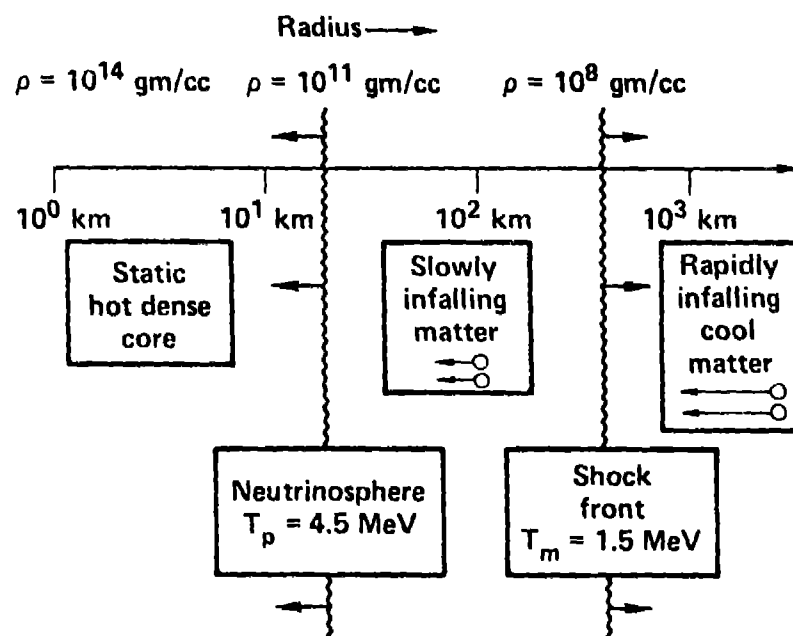 Radius
ρ = 10¹⁴ gm/cc ρ = 10¹¹ gm/cc ρ = 10⁸ gm/cc
10⁰ km 10¹ km 10² km 10³ km
Static
hot dense
core
Slowly
infalling
matter
Rapidly
infalling
cool
matter
Neutrinosphere
T_p = 4.5 MeV
Shock
front
T_m = 1.5 MeV